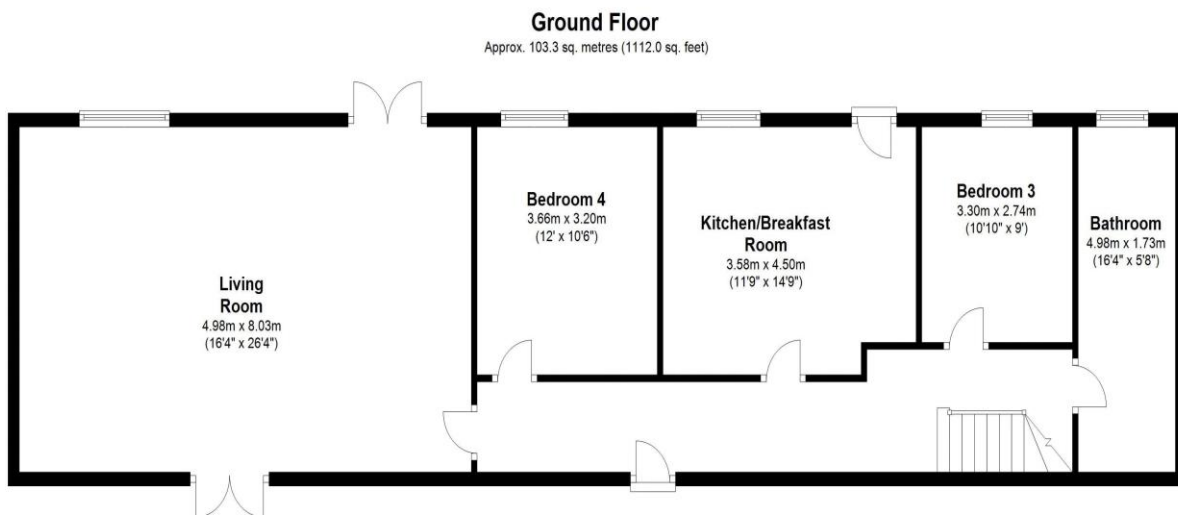 Ground Floor
Approx. 103.3 sq. metres (1112.0 sq. feet)
Living
Room
4.98m x 8.03m
(16'4" x 26'4")
Bedroom 4
3.66m x 3.20m
(12' x 10'6")
Kitchen/Breakfast
Room
3.58m x 4.50m
(11'9" x 14'9")
Bedroom 3
3.30m x 2.74m
(10'10" x 9')
Bathroom
4.98m x 1.73m
(16'4" x 5'8")